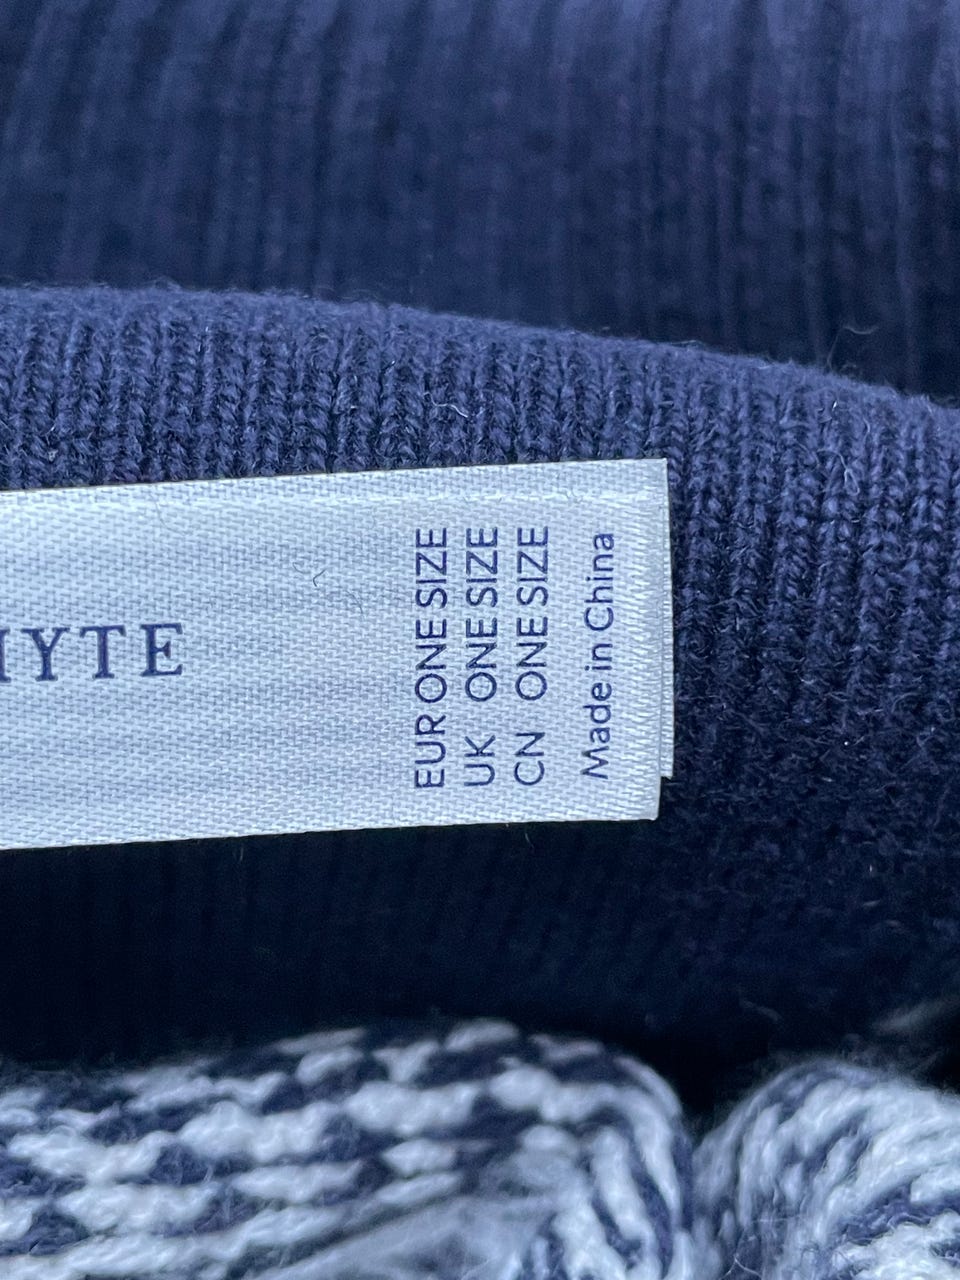 HYTE
EUR ONE SIZE
UK ONE SIZE
CN ONE SIZE
Made in China